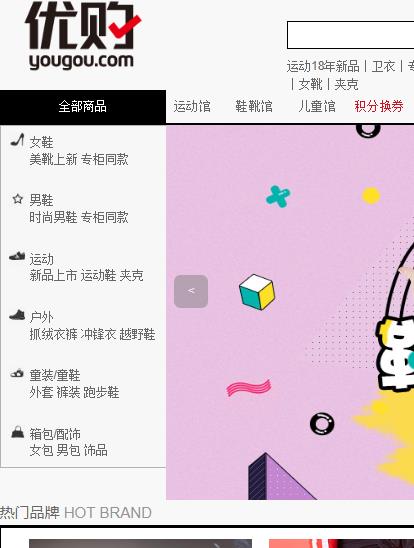 优购
yougou.com
运动18年新品 | 卫衣 |
| 女靴 | 夹克
全部商品 运动馆 鞋靴馆 儿童馆 积分换券
女鞋
美靴上新 专柜同款
男鞋
时尚男鞋 专柜同款
运动
新品上市 运动鞋 夹克
户外
抓绒衣裤 冲锋衣 越野鞋
童装/童鞋
外套 裤装 跑步鞋
箱包/配饰
女包 男包 饰品
<
热门品牌 HOT BRAND